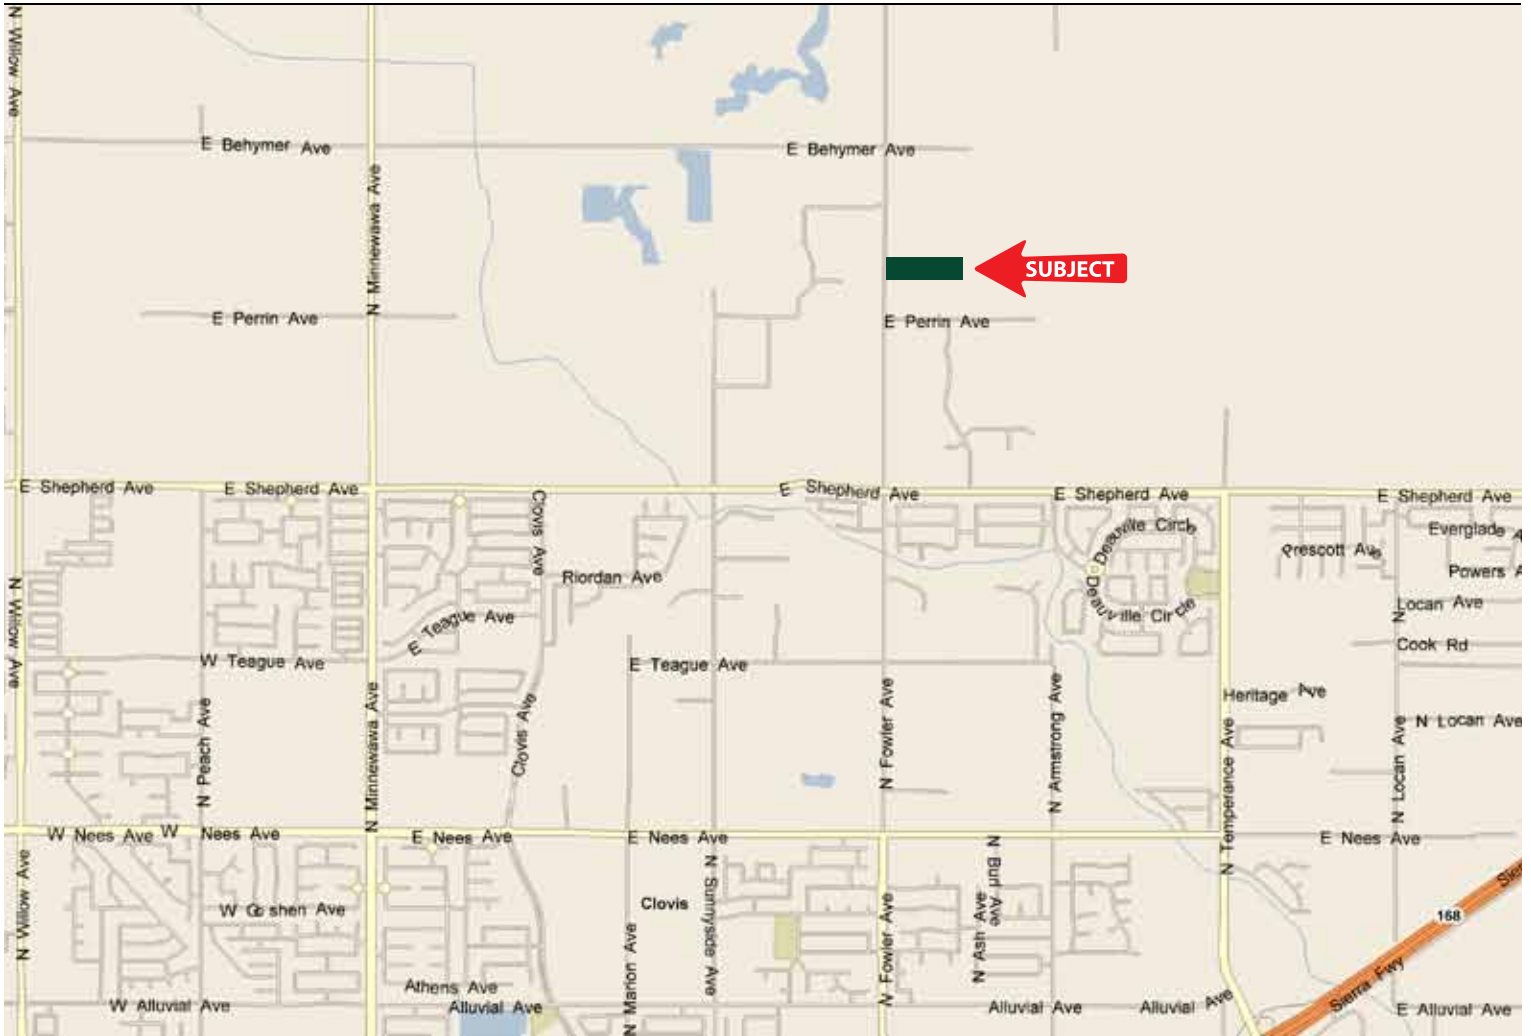 N Willow Ave
E Behymer Ave
E Behymer Ave
N Minnewawa Ave
SUBJECT
E Perrin Ave
E Perrin Ave
E Shepherd Ave
E Shepherd Ave
E Shepherd Ave
E Shepherd Ave
E Shepherd Ave
Clovis Ave
Deauville Circle
Everglade A
Prescott Ave
Riordan Ave
Powers A
N Willow Ave
Deauville Circle
N Locan Ave
E Teague Ave
Cook Rd
W Teague Ave
E Teague Ave
Heritage Ave
N Peach Ave
N Minnewawa Ave
Clovis Ave
N Fowler Ave
N Armstrong Ave
N Temperance Ave
N Locan Ave
N Locan Ave
W Nees Ave
W Nees Ave
E Nees Ave
E Nees Ave
E Nees Ave
N Willow Ave
N Sunnyside Ave
N Burl Ave
Sier
Clovis
W Goshen Ave
N Fowler Ave
N Ash Ave
168
N Marion Ave
Sierra Fwy
Athens Ave
W Alluvial Ave
Alluvial Ave
Alluvial Ave
Alluvial Ave
E Alluvial Ave